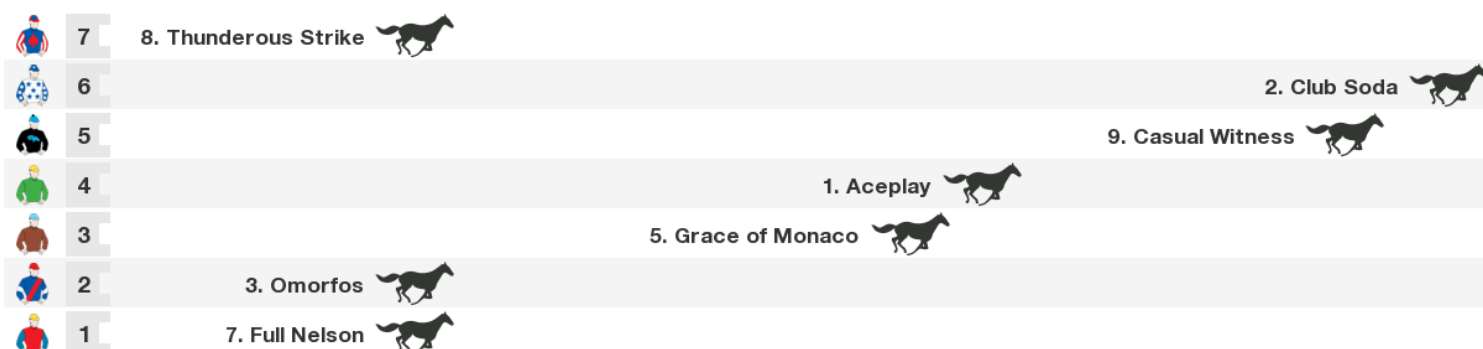 7 8. Thunderous Strike
6 2. Club Soda
5 9. Casual Witness
4 1. Aceplay
3 5. Grace of Monaco
2 3. Omorfos
1 7. Full Nelson